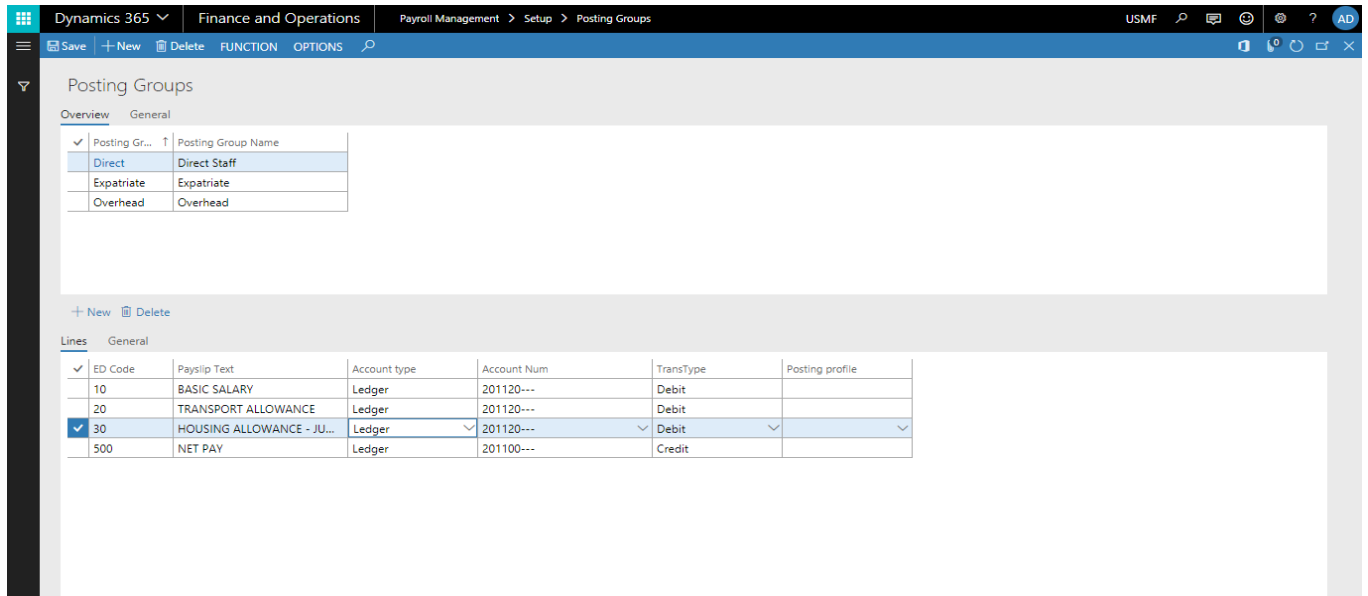 Dynamics 365 Finance and Operations Payroll Management > Setup > Posting Groups USMF ? AD
Save + New Delete FUNCTION OPTIONS 0
Posting Groups
Overview General
Posting Gr... ↑ Posting Group Name
Direct Direct Staff
Expatriate Expatriate
Overhead Overhead
+ New Delete
Lines General
ED Code Payslip Text Account type Account Num TransType Posting profile
10 BASIC SALARY Ledger 201120--- Debit
20 TRANSPORT ALLOWANCE Ledger 201120--- Debit
30 HOUSING ALLOWANCE - JU... Ledger 201120--- Debit
500 NET PAY Ledger 201100--- Credit